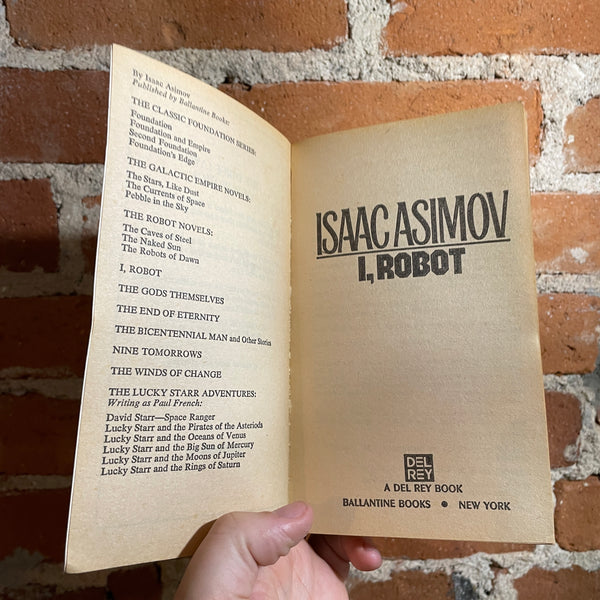 By Isaac Asimov
Published by Ballantine Books:
THE CLASSIC FOUNDATION SERIES:
Foundation
Foundation and Empire
Second Foundation
Foundation's Edge
THE GALACTIC EMPIRE NOVELS:
The Stars, Like Dust
The Currents of Space
Pebble in the Sky
THE ROBOT NOVELS:
The Caves of Steel
The Naked Sun
The Robots of Dawn
I, ROBOT
THE GODS THEMSELVES
THE END OF ETERNITY
THE BICENTENNIAL MAN and Other Stories
NINE TOMORROWS
THE WINDS OF CHANGE
THE LUCKY STARR ADVENTURES:
Writing as Paul French:
David Starr—Space Ranger
Lucky Starr and the Pirates of the Asteriods
Lucky Starr and the Oceans of Venus
Lucky Starr and the Big Sun of Mercury
Lucky Starr and the Moons of Jupiter
Lucky Starr and the Rings of Saturn
ISAAC ASIMOV
I, ROBOT
DEL
REY
A DEL REY BOOK
BALLANTINE BOOKS ● NEW YORK